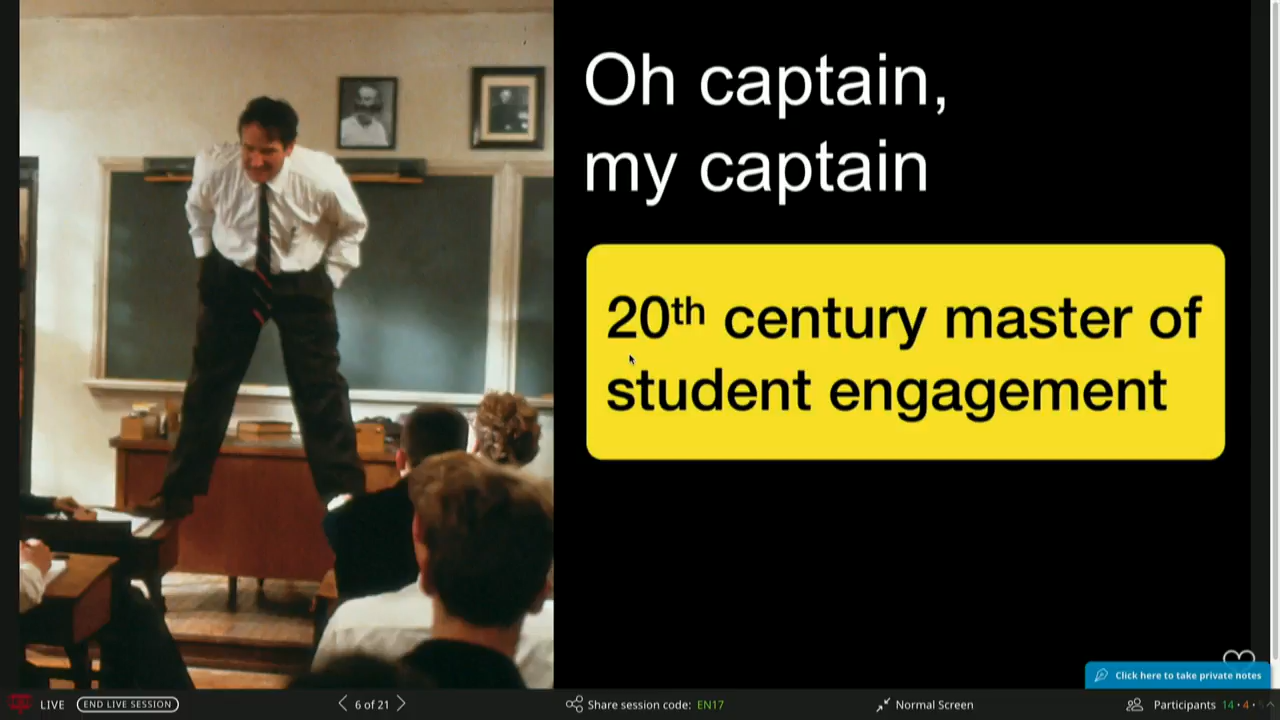 Oh captain,
my captain
20th century master of
student engagement
Click here to take private notes
LIVE
END LIVE SESSION
6 of 21
Share session code: EN17
Normal Screen
Participants 14 • 4 •